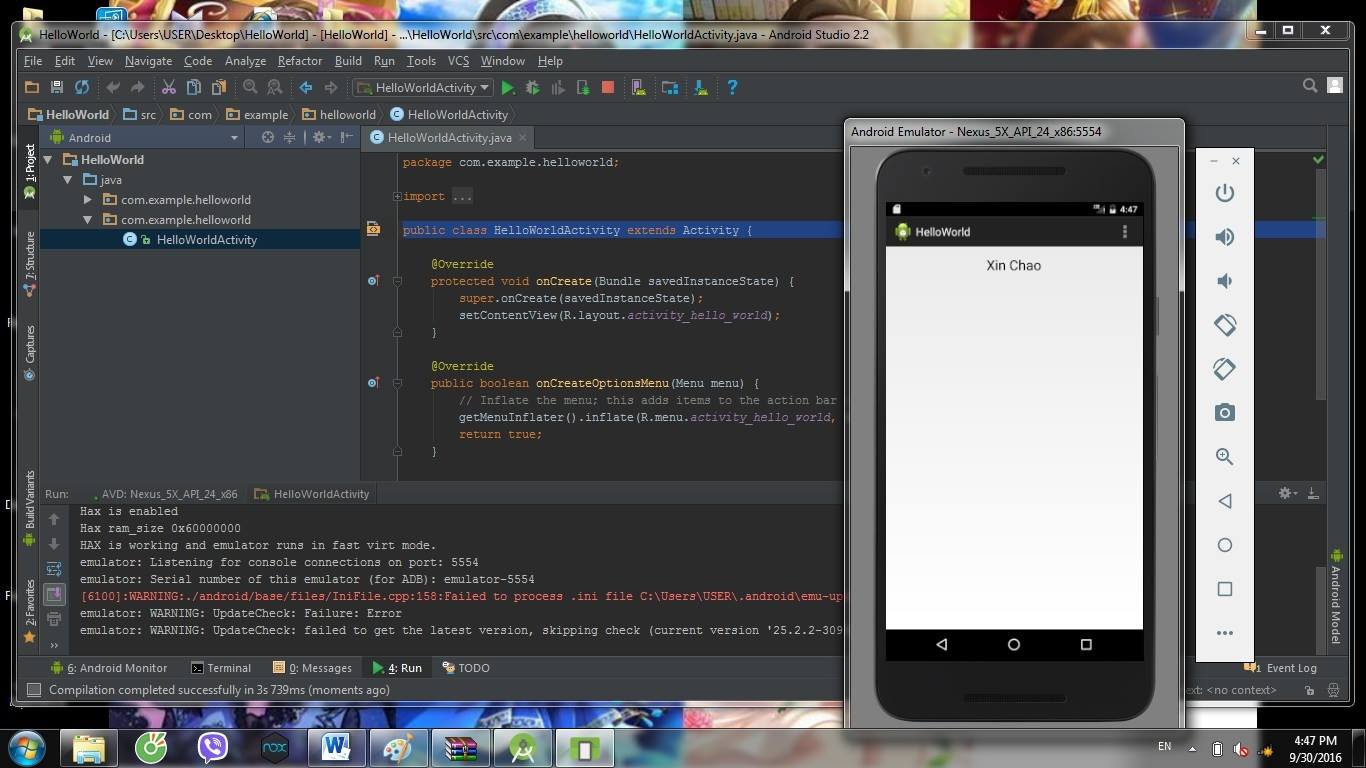 HelloWorld - [C:\Users\USER\Desktop\HelloWorld] - [HelloWorld] - ...\HelloWorld\src\com\example\helloworld\HelloWorldActivity.java - Android Studio 2.2
File Edit View Navigate Code Analyze Refactor Build Run Tools VCS Window Help
HelloWorldActivity
HelloWorld src com example helloworld HelloWorldActivity
Android
HelloWorldActivity.java
1: Project
7: Structure
Captures
Build Variants
2: Favorites
HelloWorld
java
com.example.helloworld
com.example.helloworld
HelloWorldActivity
package com.example.helloworld;
import ...
public class HelloWorldActivity extends Activity {
@Override
protected void onCreate(Bundle savedInstanceState) {
super.onCreate(savedInstanceState);
setContentView(R.layout.activity_hello_world);
}
@Override
public boolean onCreateOptionsMenu(Menu menu) {
// Inflate the menu; this adds items to the action bar
getMenuInflater().inflate(R.menu.activity_hello_world,
return true;
}
Android Emulator - Nexus_5X_API_24_x86:5554
4:47
HelloWorld
Xin Chao
Run: AVD: Nexus_5X_API_24_x86 HelloWorldActivity
Hax is enabled
Hax ram_size 0x60000000
HAX is working and emulator runs in fast virt mode.
emulator: Listening for console connections on port: 5554
emulator: Serial number of this emulator (for ADB): emulator-5554
[6100]:WARNING:./android/base/files/IniFile.cpp:158:Failed to process .ini file C:\Users\USER\.android\emu-up
emulator: WARNING: UpdateCheck: Failure: Error
emulator: WARNING: UpdateCheck: failed to get the latest version, skipping check (current version '25.2.2-309
Android Model
6: Android Monitor Terminal 0: Messages 4: Run TODO
Event Log
Compilation completed successfully in 3s 739ms (moments ago)
ext: <no context>
nox
EN
4:47 PM
9/30/2016